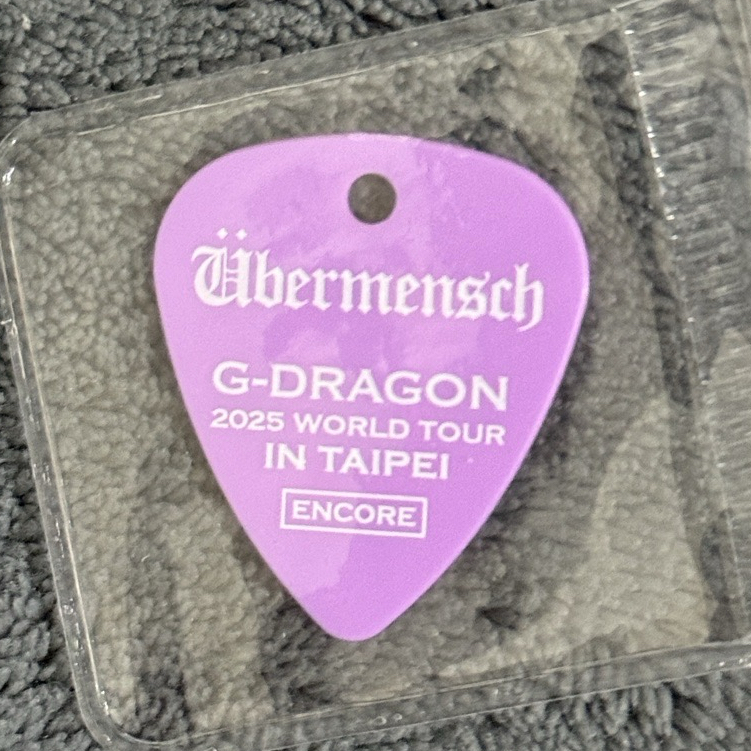 Übermensch
G-DRAGON
2025 WORLD TOUR
IN TAIPEI
ENCORE